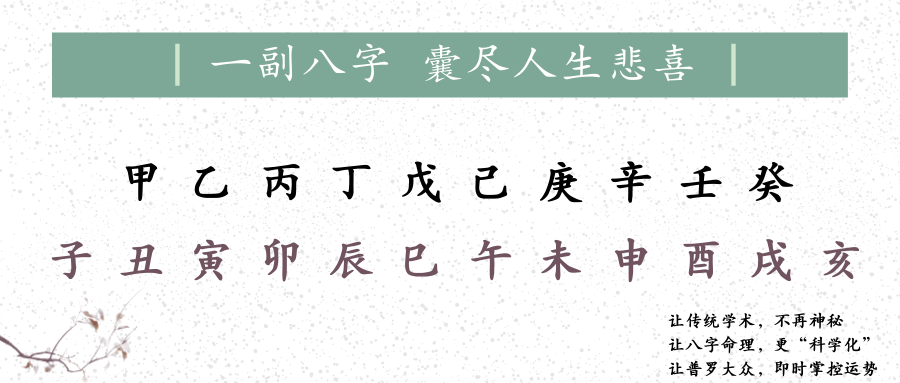 一副八字 囊尽人生悲喜
甲乙丙丁戊己庚辛壬癸
子丑寅卯辰巳午未申酉戌亥
让传统学术，不再神秘
让八字命理，更“科学化”
让普罗大众，即时掌控运势